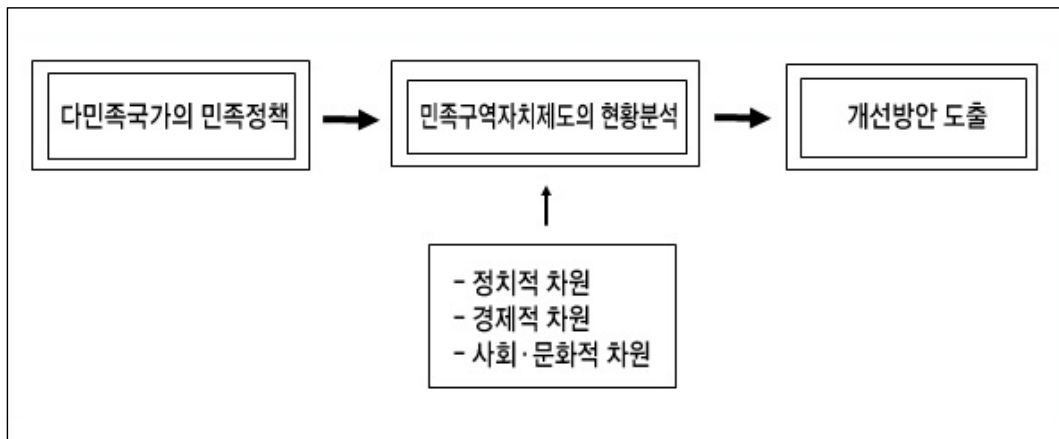 다민족국가의 민족정책
민족구역자치제도의 현황분석
개선방안 도출
- 정치적 차원
- 경제적 차원
- 사회·문화적 차원